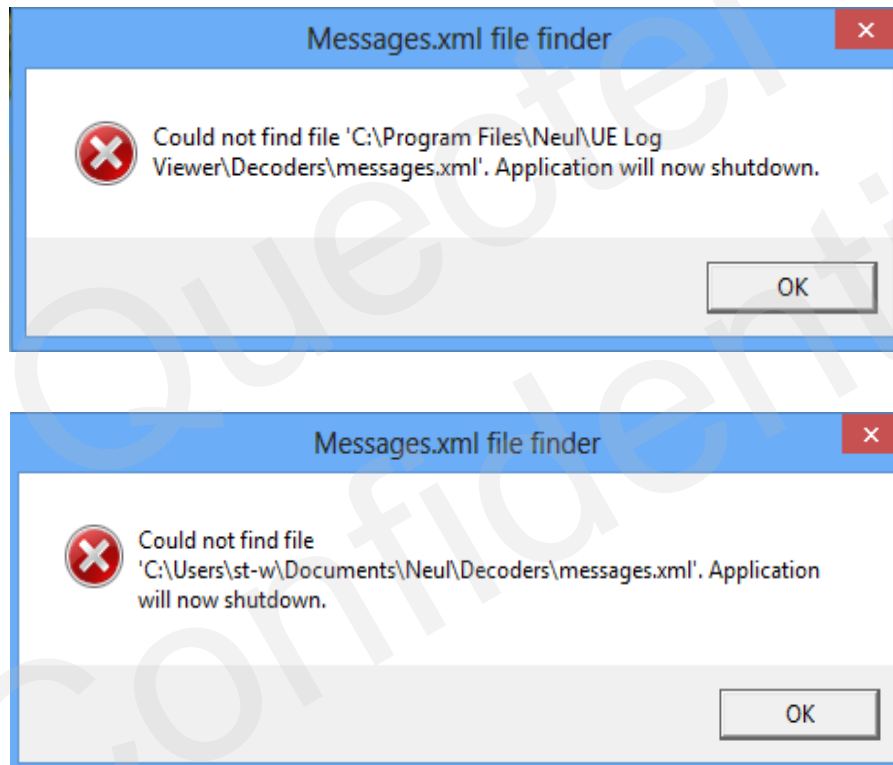 Messages.xml file finder
Could not find file 'C:\Program Files\Neul\UE Log
Viewer\Decoders\messages.xml'. Application will now shutdown.
OK
Messages.xml file finder
Could not find file
'C:\Users\st-w\Documents\Neul\Decoders\messages.xml'. Application
will now shutdown.
OK
Quectel
Confidenti